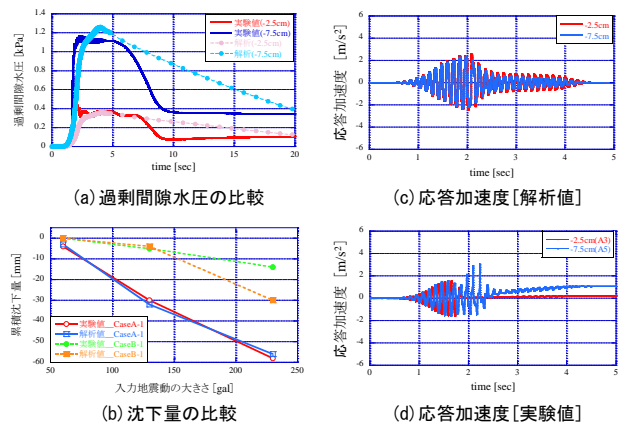 過剰間隙水圧 [kPa]
1.4
1.2
1
0.8
0.6
0.4
0.2
0
0 5 10 15 20
time [sec]
実験値(-2.5cm)
実験値(-7.5cm)
解析(-2.5cm)
解析(-7.5cm)
(a)過剰間隙水圧の比較
応答加速度 [m/s²]
6
4
2
0
-2
-4
-6
0 1 2 3 4 5
time [sec]
-2.5cm
-7.5cm
(c)応答加速度[解析値]
累積沈下量 [mm]
0
-10
-20
-30
-40
-50
-60
50 100 150 200 250
入力地震動の大きさ [gal]
実験値__CaseA-1
解析値__CaseA-1
実験値__CaseB-1
解析値__CaseB-1
(b)沈下量の比較
応答加速度 [m/s²]
6
4
2
0
-2
-4
-6
0 1 2 3 4 5
time [sec]
-2.5cm(A3)
-7.5cm(A5)
(d)応答加速度[実験値]